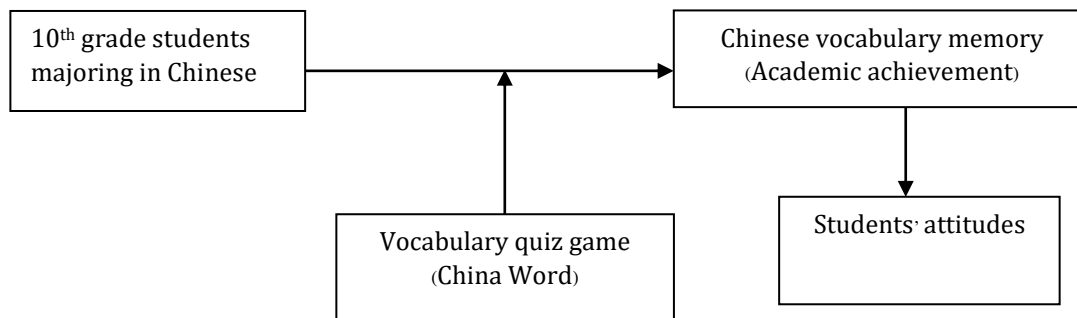 10th grade students
majoring in Chinese
Chinese vocabulary memory
(Academic achievement)
Vocabulary quiz game
(China Word)
Students' attitudes